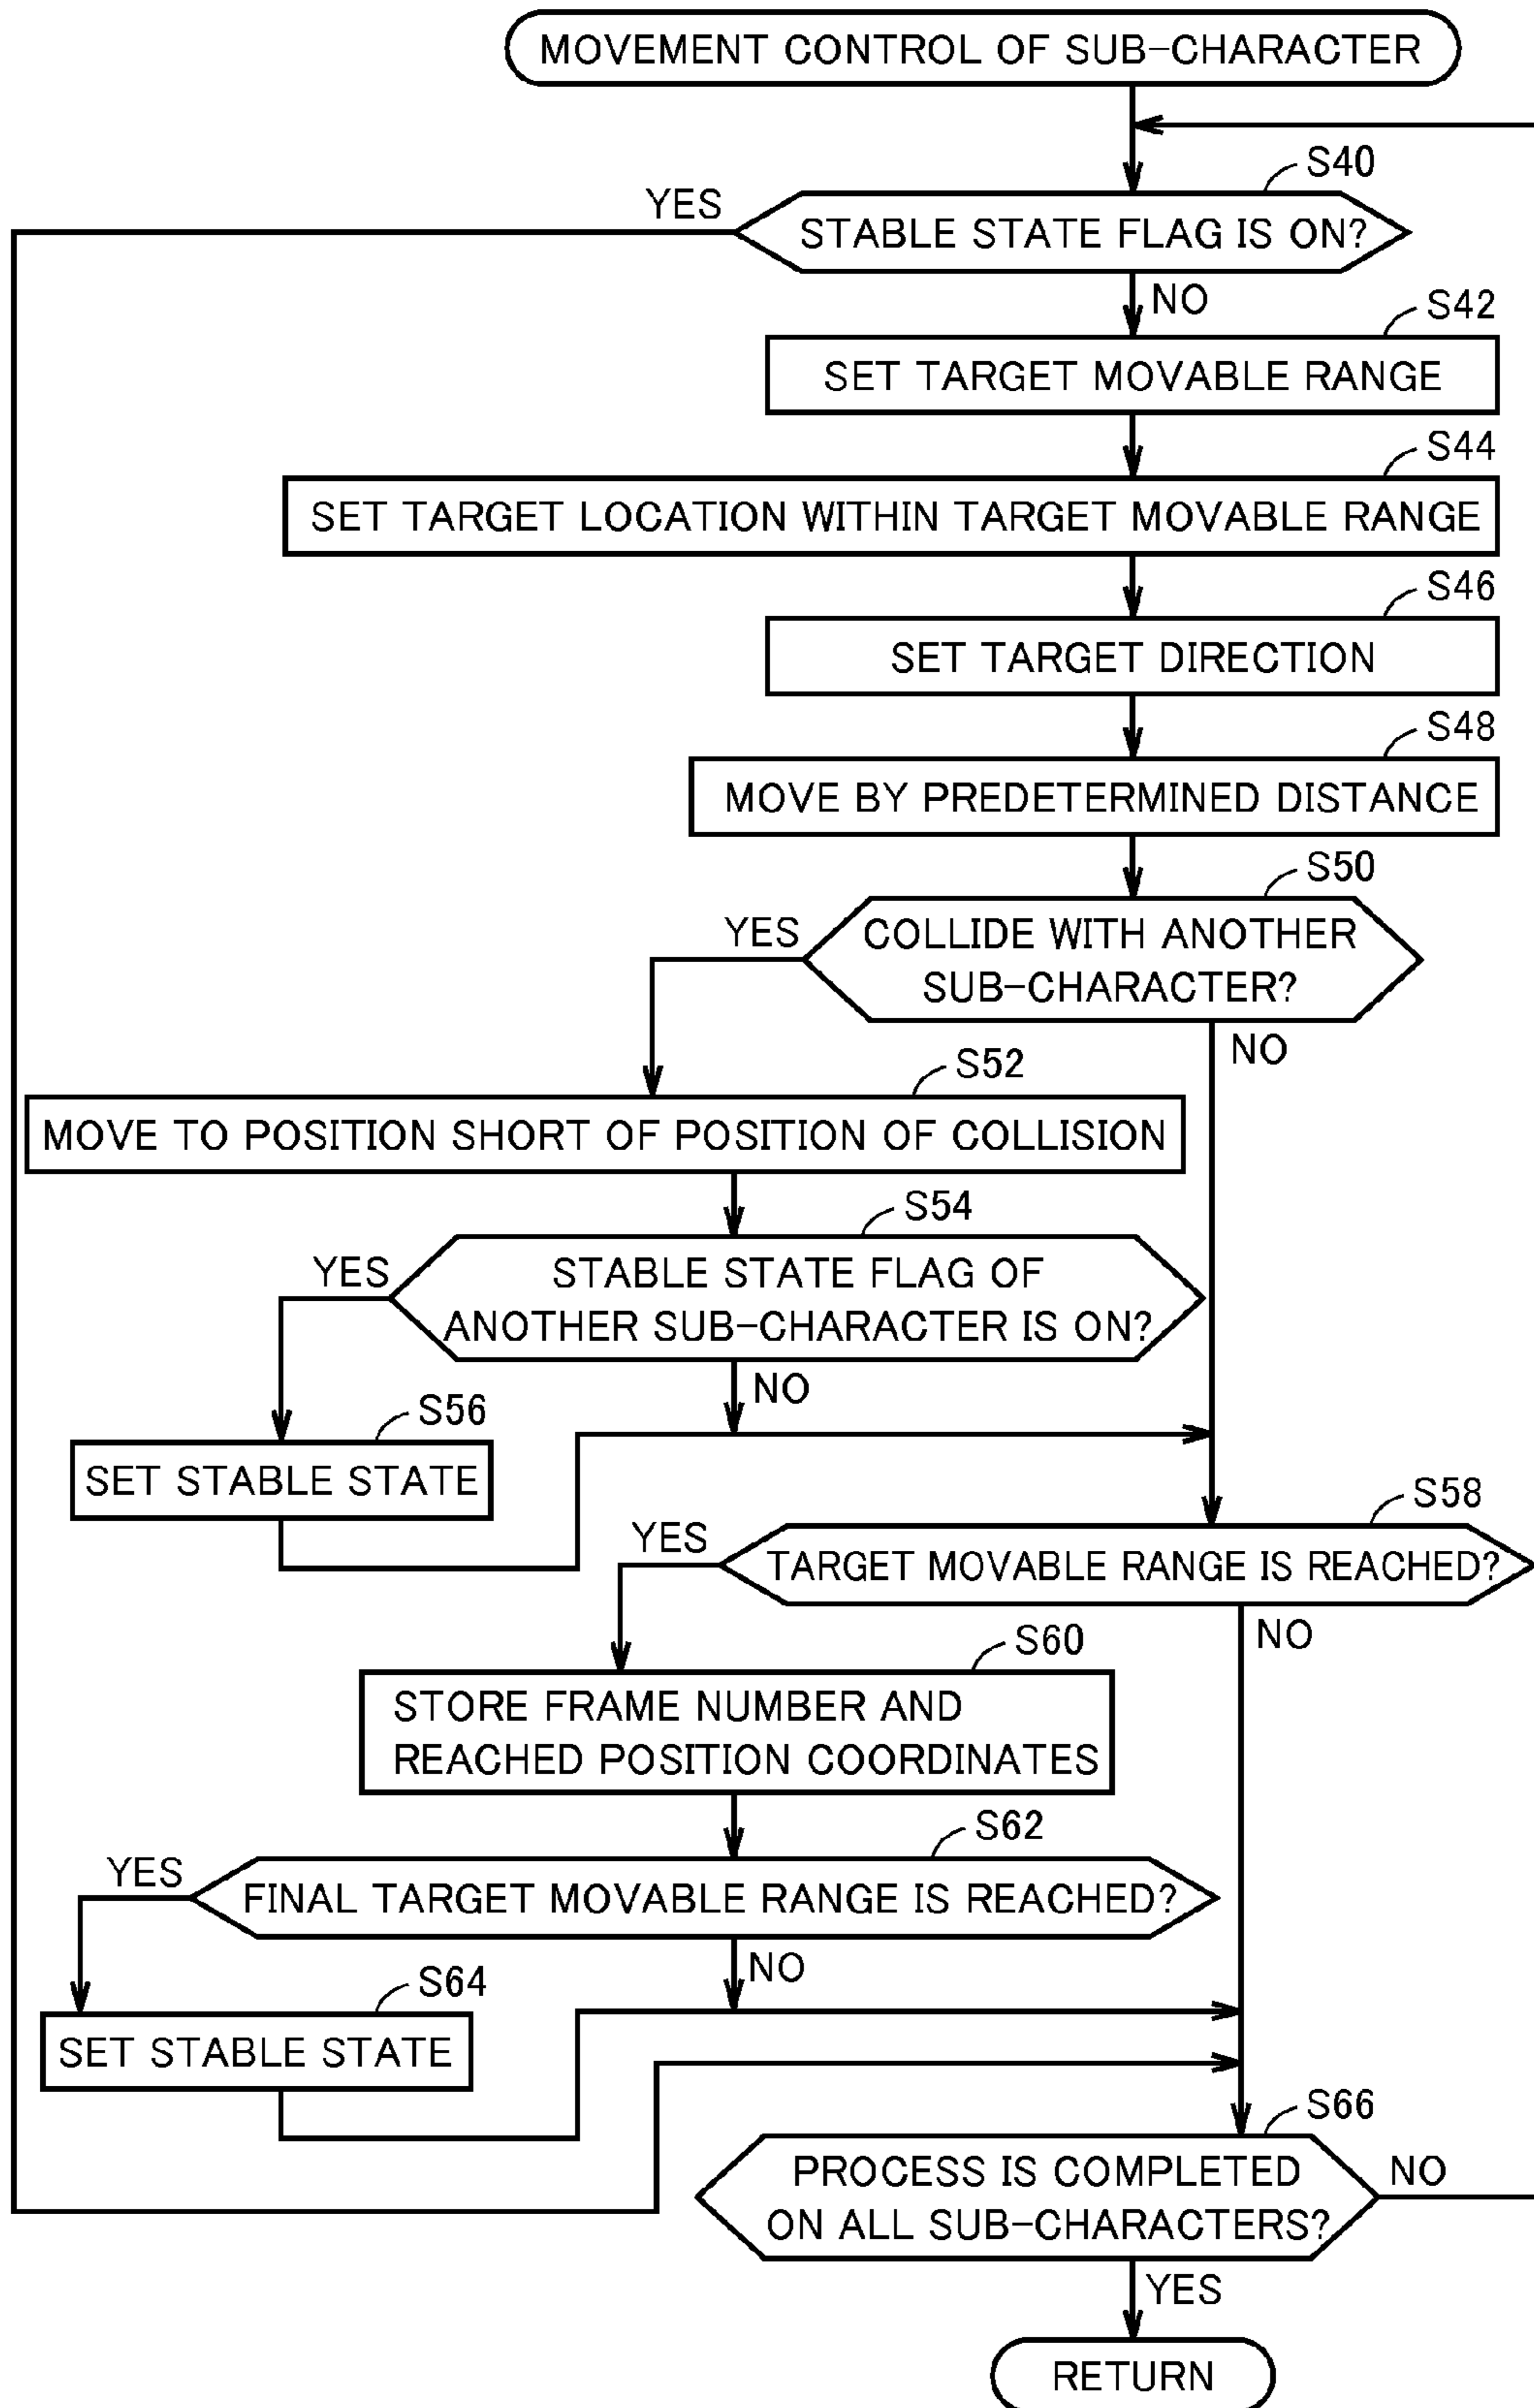 MOVEMENT CONTROL OF SUB-CHARACTER
S40
YES
STABLE STATE FLAG IS ON?
NO
S42
SET TARGET MOVABLE RANGE
S44
SET TARGET LOCATION WITHIN TARGET MOVABLE RANGE
S46
SET TARGET DIRECTION
S48
MOVE BY PREDETERMINED DISTANCE
S50
YES
COLLIDE WITH ANOTHER
SUB-CHARACTER?
NO
S52
MOVE TO POSITION SHORT OF POSITION OF COLLISION
S54
YES
STABLE STATE FLAG OF
ANOTHER SUB-CHARACTER IS ON?
NO
S56
SET STABLE STATE
S58
YES
TARGET MOVABLE RANGE IS REACHED?
NO
S60
STORE FRAME NUMBER AND
REACHED POSITION COORDINATES
S62
YES
FINAL TARGET MOVABLE RANGE IS REACHED?
NO
S64
SET STABLE STATE
S66
PROCESS IS COMPLETED
ON ALL SUB-CHARACTERS?
NO
YES
RETURN